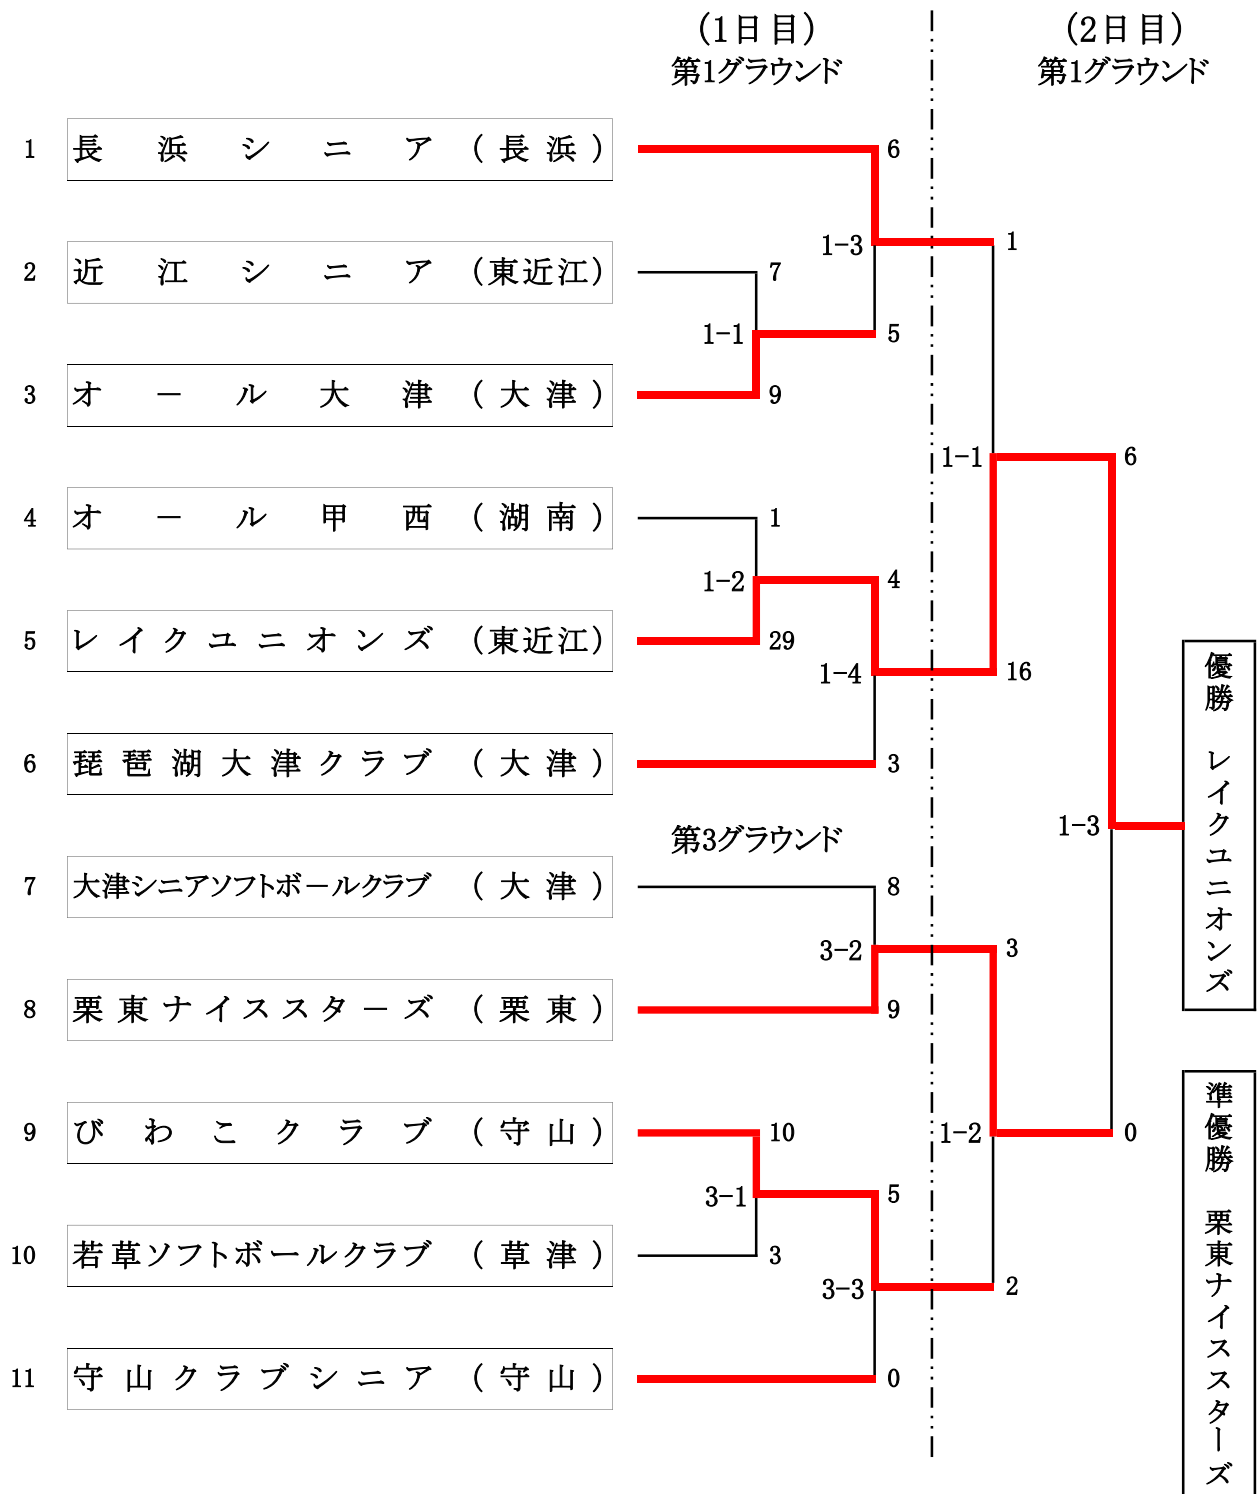 (1日目)
(2日目)
第1グラウンド
第1グラウンド
1 長浜シニア (長浜)
6
2 近江シニア (東近江)
7
1-3
1
1-1
5
3 オール大津 (大津)
9
1-1
6
4 オール甲西 (湖南)
1
1-2
4
5 レイクユニオンズ (東近江)
29
1-4
16
6 琵琶湖大津クラブ (大津)
3
優勝 レイクユニオンズ
1-3
第3グラウンド
7 大津シニアソフトボールクラブ (大津)
8
3-2
3
8 栗東ナイススターズ (栗東)
9
準優勝 栗東ナイススターズ
9 びわこクラブ (守山)
10
1-2
0
3-1
5
10 若草ソフトボールクラブ (草津)
3
3-3
2
11 守山クラブシニア (守山)
0